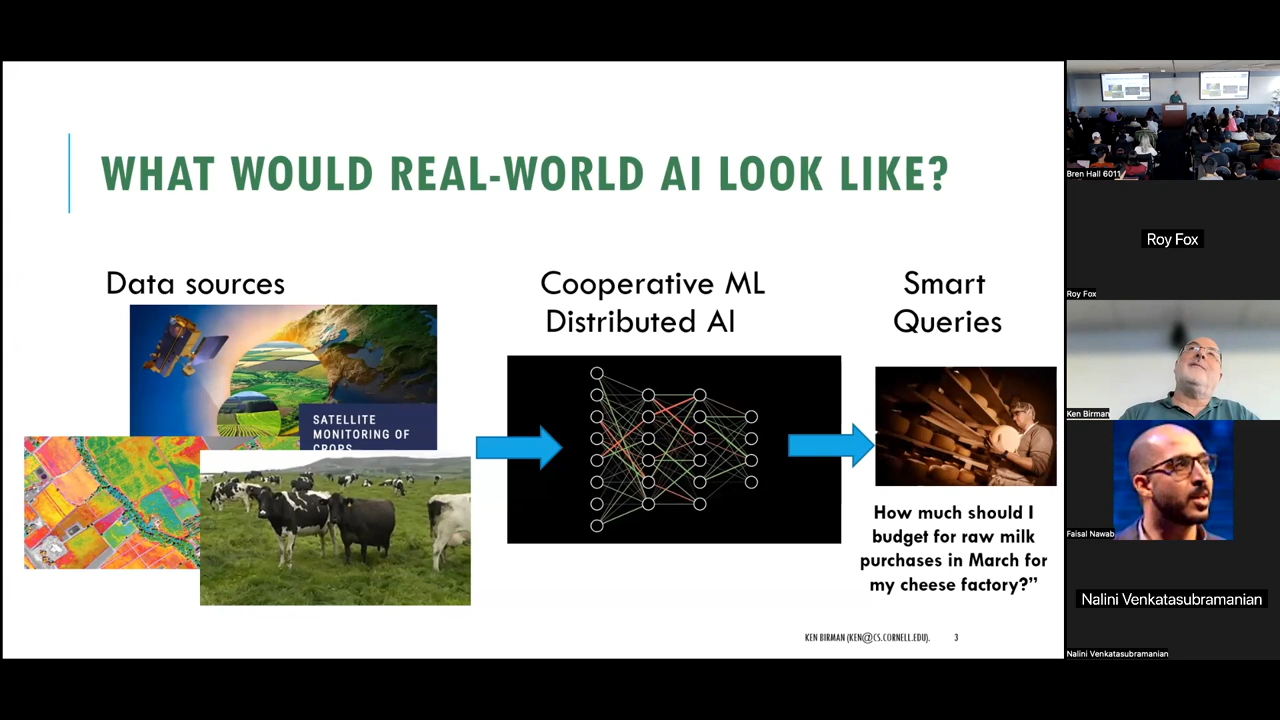 WHAT WOULD REAL-WORLD AI LOOK LIKE?
Data sources
SATELLITE
MONITORING OF
CROPS
Cooperative ML
Distributed AI
Smart
Queries
How much should I
budget for raw milk
purchases in March for
my cheese factory?”
KEN BIRMAN (KEN@CS.CORNELL.EDU).
3
Bren Hall 6011
Roy Fox
Roy Fox
Ken Birman
Faisal Nawab
Nalini Venkatasubramanian
Nalini Venkatasubramanian